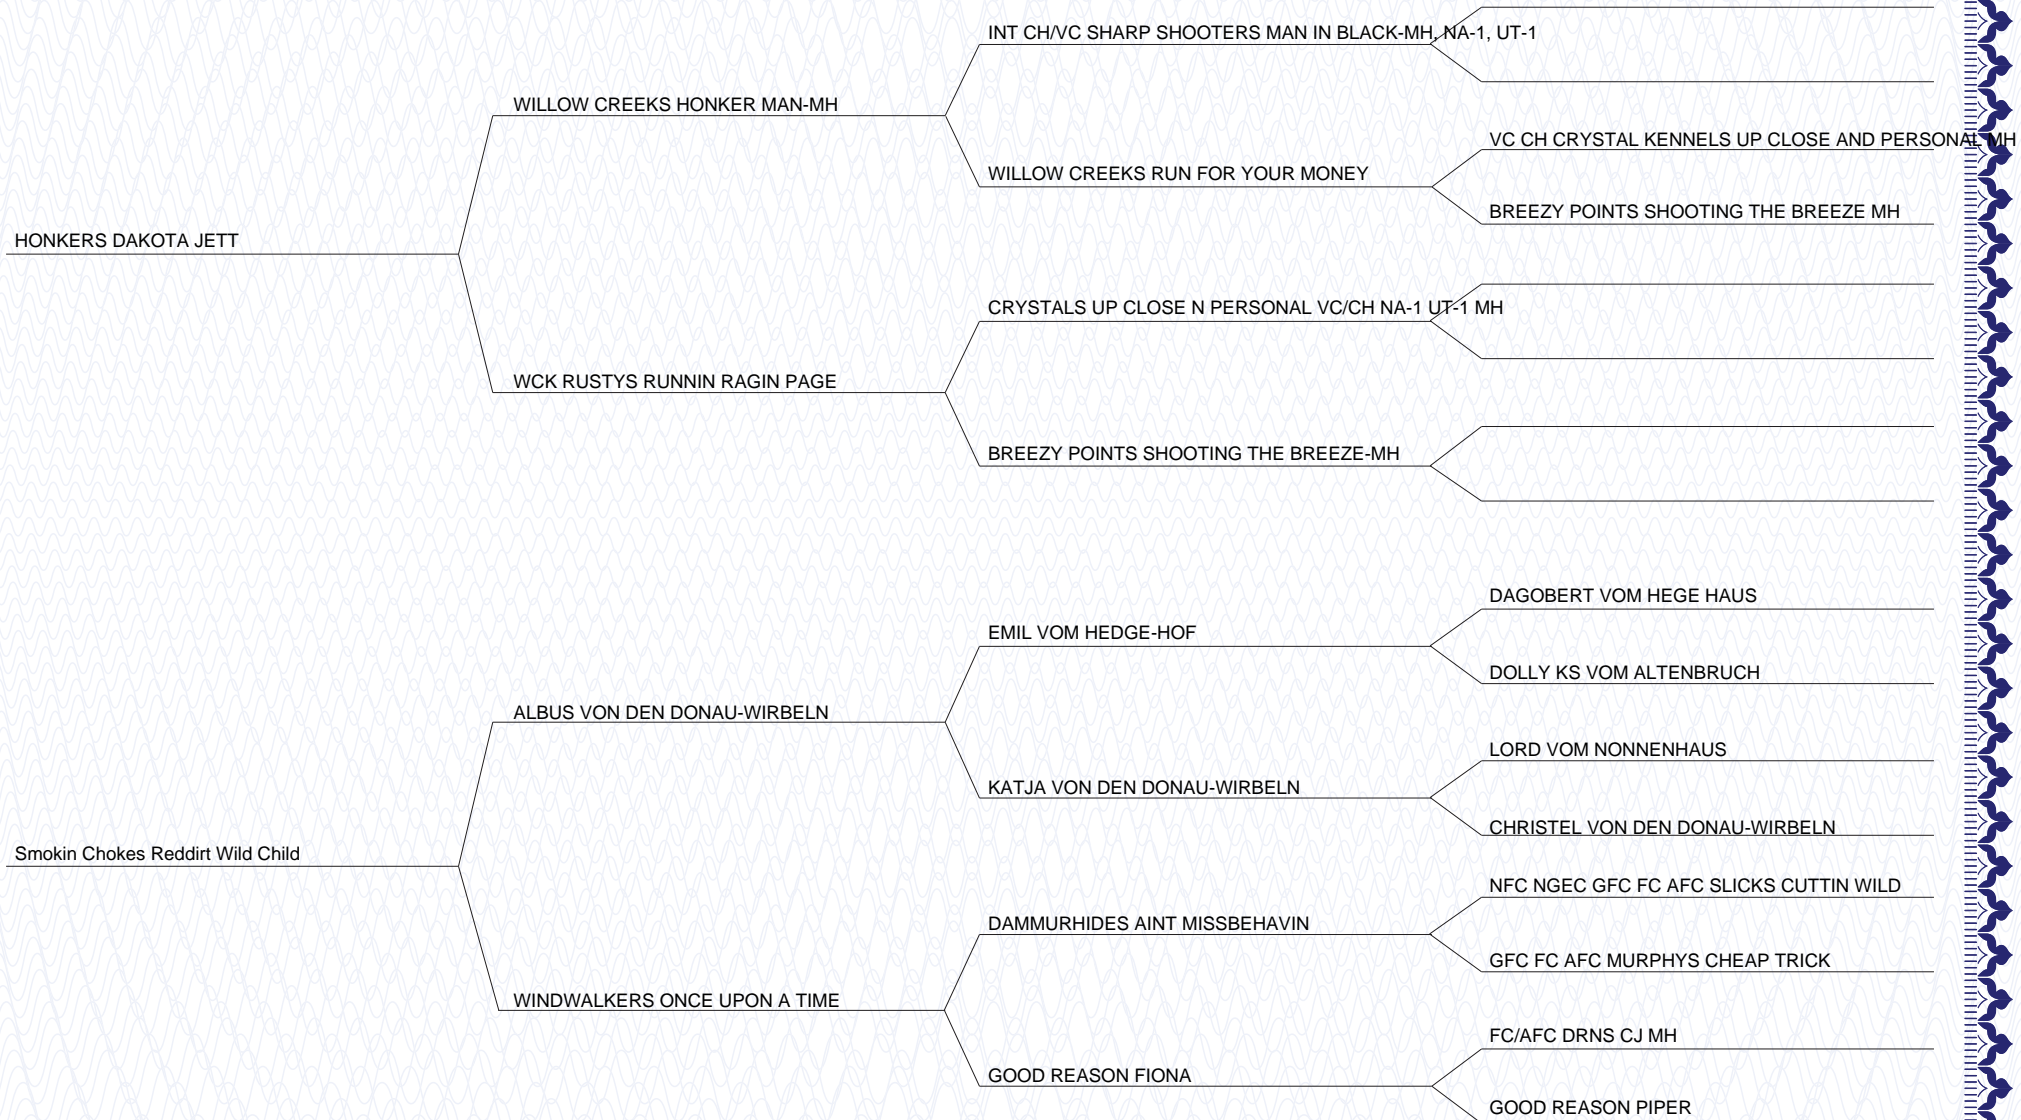 INT CH/VC SHARP SHOOTERS MAN IN BLACK-MH, NA-1, UT-1
WILLOW CREEKS HONKER MAN-MH
VC CH CRYSTAL KENNELS UP CLOSE AND PERSONAL MH
WILLOW CREEKS RUN FOR YOUR MONEY
BREEZY POINTS SHOOTING THE BREEZE MH
HONKERS DAKOTA JETT
CRYSTALS UP CLOSE N PERSONAL VC/CH NA-1 UT-1 MH
WCK RUSTYS RUNNIN RAGIN PAGE
BREEZY POINTS SHOOTING THE BREEZE-MH
DAGOBERT VOM HEGE HAUS
EMIL VOM HEDGE-HOF
DOLLY KS VOM ALTENBRUCH
ALBUS VON DEN DONAU-WIRBELN
LORD VOM NONNENHAUS
KATJA VON DEN DONAU-WIRBELN
CHRISTEL VON DEN DONAU-WIRBELN
Smokin Chokes Reddirt Wild Child
NFC NGEC GFC FC AFC SLICKS CUTTIN WILD
DAMMURHIDES AINT MISSBEHAVIN
GFC FC AFC MURPHYS CHEAP TRICK
WINDWALKERS ONCE UPON A TIME
FC/AFC DRNS CJ MH
GOOD REASON FIONA
GOOD REASON PIPER